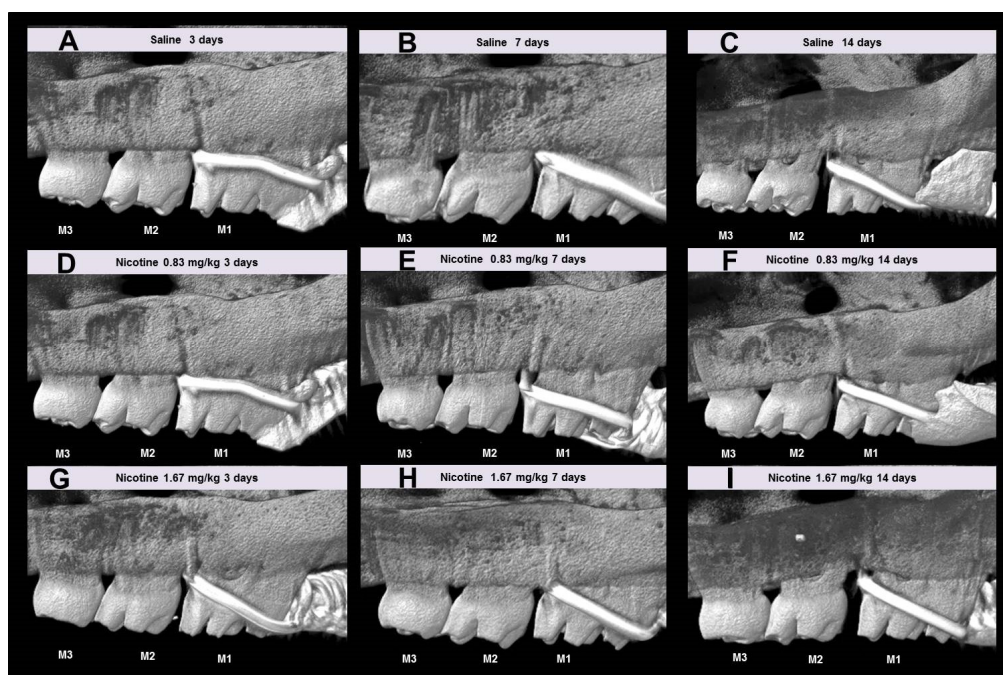 A Saline 3 days
B Saline 7 days
C Saline 14 days
M3 M2 M1
M3 M2 M1
M3 M2 M1
D Nicotine 0.83 mg/kg 3 days
E Nicotine 0.83 mg/kg 7 days
F Nicotine 0.83 mg/kg 14 days
M3 M2 M1
M3 M2 M1
M3 M2 M1
G Nicotine 1.67 mg/kg 3 days
H Nicotine 1.67 mg/kg 7 days
I Nicotine 1.67 mg/kg 14 days
M3 M2 M1
M3 M2 M1
M3 M2 M1